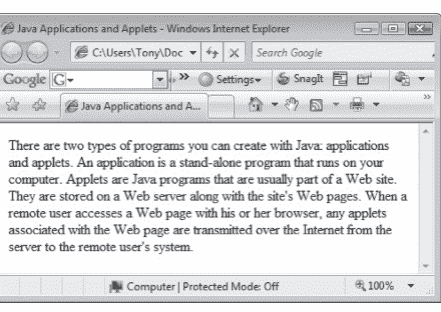 Java Applications and Applets - Windows Internet Explorer
C:\Users\Tony\Doc Search Google
Google G Settings SnagIt
Java Applications and A...
There are two types of programs you can create with Java: applications
and applets. An application is a stand-alone program that runs on your
computer. Applets are Java programs that are usually part of a Web site.
They are stored on a Web server along with the site's Web pages. When a
remote user accesses a Web page with his or her browser, any applets
associated with the Web page are transmitted over the Internet from the
server to the remote user's system.
Computer | Protected Mode: Off 100%